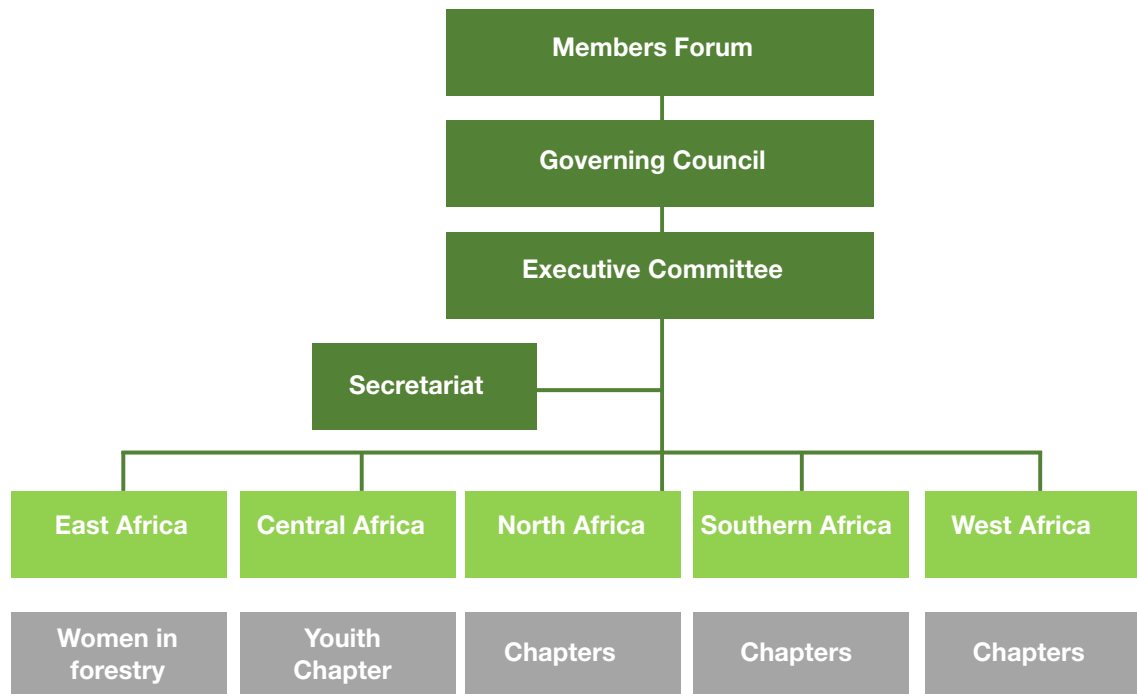 Members Forum
Governing Council
Executive Committee
Secretariat
East Africa
Central Africa
North Africa
Southern Africa
West Africa
Women in
forestry
Youith
Chapter
Chapters
Chapters
Chapters